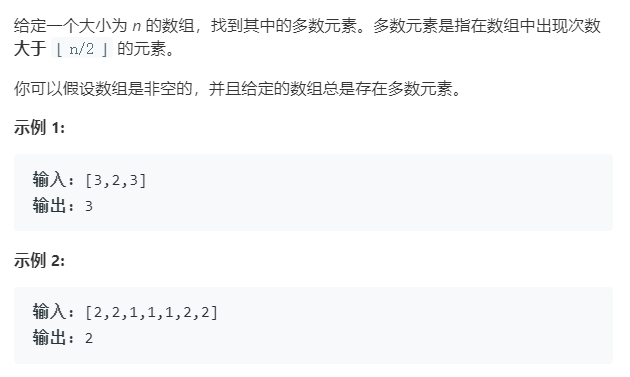 给定一个大小为 n 的数组，找到其中的多数元素。多数元素是指在数组中出现次数
大于 ⌊ n/2 ⌋ 的元素。
你可以假设数组是非空的，并且给定的数组总是存在多数元素。
示例 1:
输入: [3,2,3]
输出: 3
示例 2:
输入: [2,2,1,1,1,2,2]
输出: 2